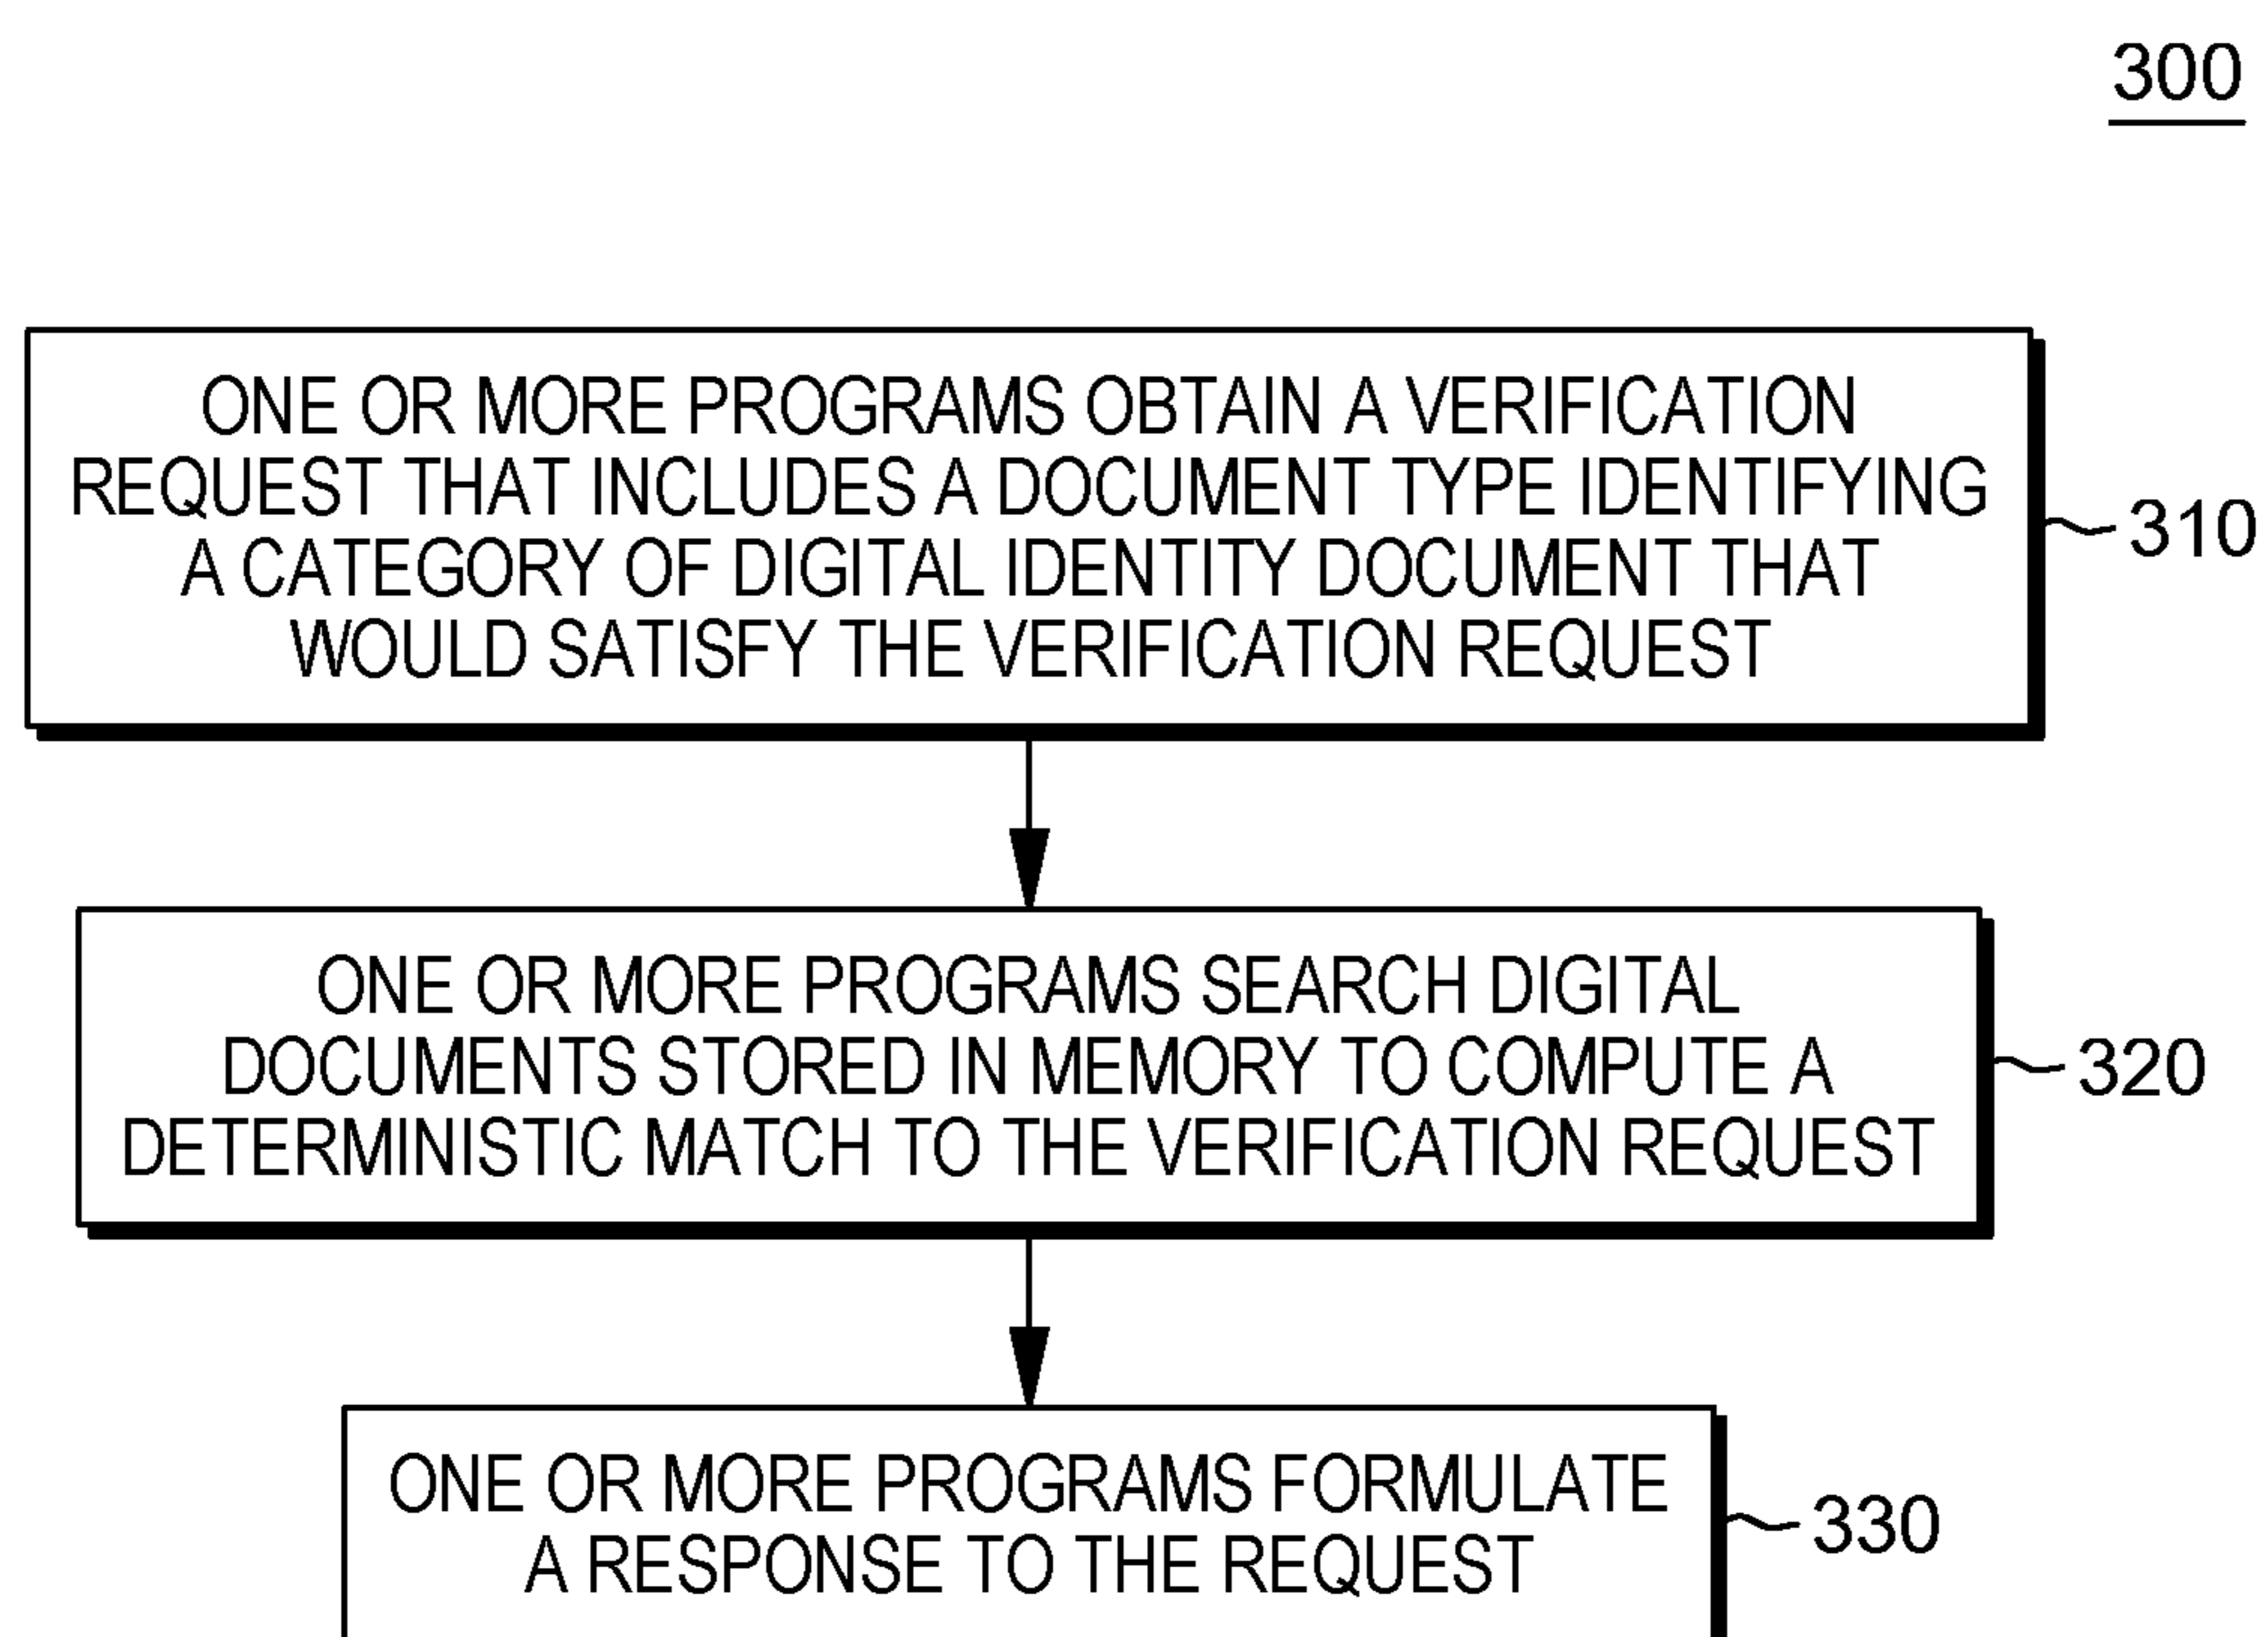 300
ONE OR MORE PROGRAMS OBTAIN A VERIFICATION
REQUEST THAT INCLUDES A DOCUMENT TYPE IDENTIFYING
A CATEGORY OF DIGITAL IDENTITY DOCUMENT THAT
WOULD SATISFY THE VERIFICATION REQUEST
310
ONE OR MORE PROGRAMS SEARCH DIGITAL
DOCUMENTS STORED IN MEMORY TO COMPUTE A
DETERMINISTIC MATCH TO THE VERIFICATION REQUEST
320
ONE OR MORE PROGRAMS FORMULATE
A RESPONSE TO THE REQUEST
330